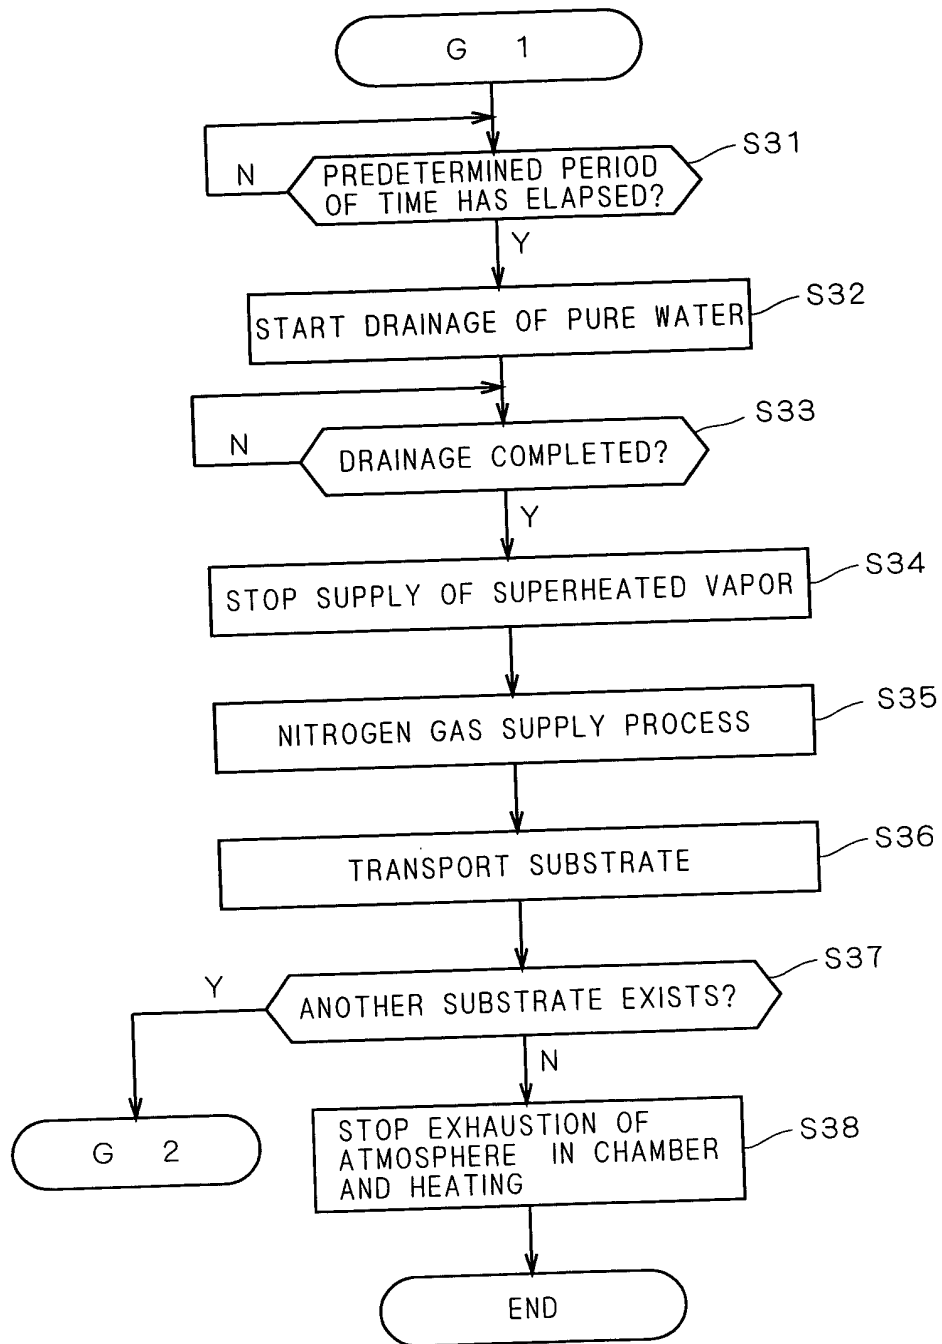 G 1
S31
N
PREDETERMINED PERIOD
OF TIME HAS ELAPSED?
Y
S32
START DRAINAGE OF PURE WATER
S33
N
DRAINAGE COMPLETED?
Y
S34
STOP SUPPLY OF SUPERHEATED VAPOR
S35
NITROGEN GAS SUPPLY PROCESS
S36
TRANSPORT SUBSTRATE
S37
Y
ANOTHER SUBSTRATE EXISTS?
N
G 2
S38
STOP EXHAUSTION OF
ATMOSPHERE IN CHAMBER
AND HEATING
END